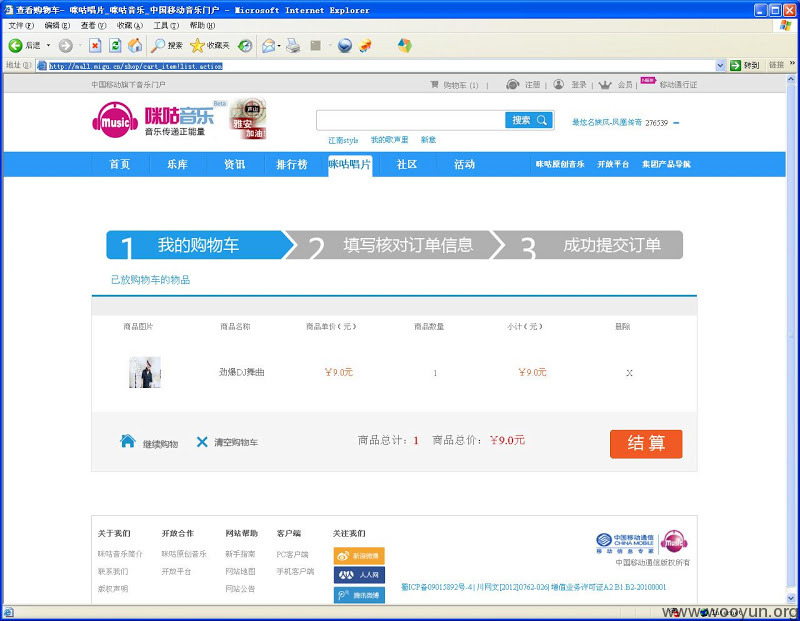 查看购物车- 咪咕唱片_咪咕音乐_中国移动音乐门户 - Microsoft Internet Explorer
文件(F) 编辑(E) 查看(V) 收藏(A) 工具(T) 帮助(H)
后退 搜索 收藏夹
地址(D) http://mall.migu.cn/shop/cart_item!list.action 转到 链接 »
中国移动旗下音乐门户 购物车 (1) | 注册 | 登录 | 会员 | 移动通行证
music 咪咕音乐 Beta
音乐传递正能量
雅安 加油
搜索
最炫名族风-凤凰传奇 276539
江南style 我的歌声里 新歌
首页 乐库 资讯 排行榜 咪咕唱片 社区 活动 咪咕原创音乐 开放平台 集团产品导航
1 我的购物车 2 填写核对订单信息 3 成功提交订单
已放购物车的物品
商品图片 商品名称 商品单价(元) 商品数量 小计(元) 删除
劲爆DJ舞曲 ￥9.0元 1 ￥9.0元 X
继续购物 清空购物车 商品总计: 1 商品总价: ￥9.0元 结 算
关于我们 开放合作 网站帮助 客户端 关注我们
咪咕音乐简介 咪咕原创音乐 新手指南 PC客户端 新浪微博
联系我们 开放平台 网站地图 手机客户端 人人网
版权声明 网站公告 腾讯微博
中国移动通信
CHINA MOBILE
移动信息专家
music
中国移动通信版权所有
蜀ICP备09015892号-4 | 川网文[2012]0762-026| 增值业务许可证A2.B1.B2-20100001
www.wooyun.org